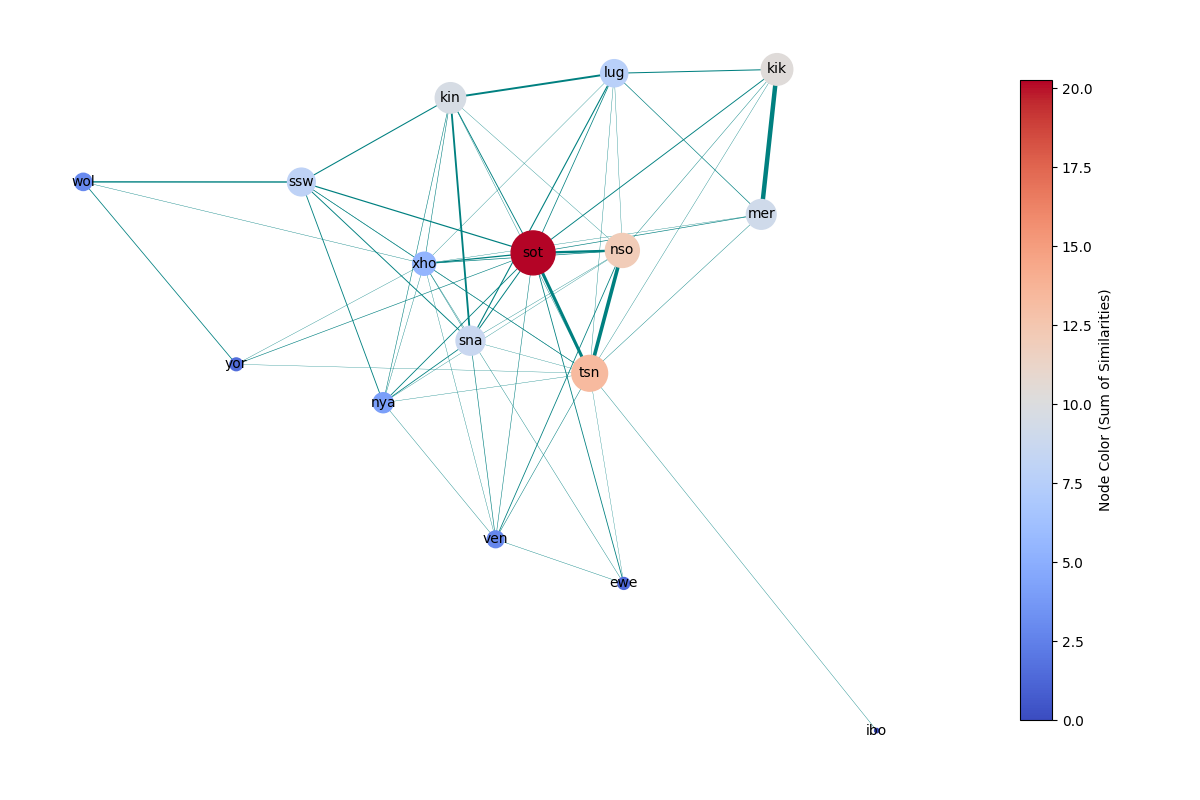 kik
lug
kin
20.0
17.5
wol
ssw
mer
15.0
nso
sot
xho
12.5
sna
yor
tsn
10.0
nya
Node Color (Sum of Similarities)
7.5
ven
5.0
ewe
2.5
0.0
ibo